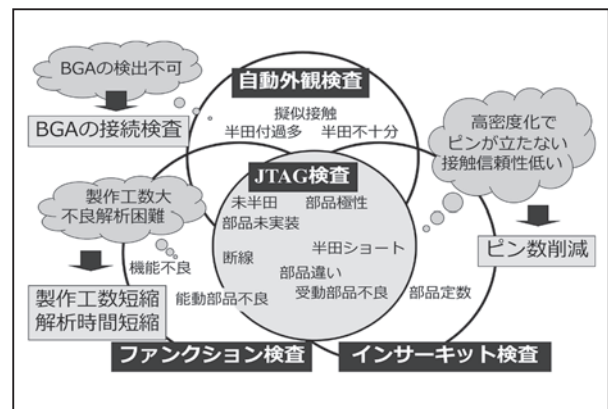 BGAの検出不可
BGAの接続検査
自動外観検査
擬似接触
半田付過多 半田不十分
高密度化で
ピンが立たない
接触信頼性低い
ピン数削減
JTAG検査
未半田 部品極性
部品未実装
半田ショート
断線
部品違い
受動部品不良
製作工数大
不良解析困難
機能不良
能動部品不良
部品定数
製作工数短縮
解析時間短縮
ファンクション検査
インサーキット検査